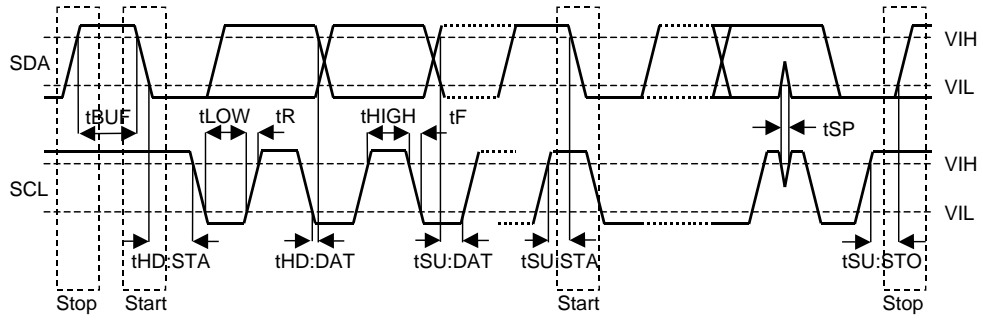 SDA
VIH
VIL
tBUF
tLOW
tR
tHIGH
tF
tSP
SCL
VIH
VIL
tHD:STA
tHD:DAT
tSU:DAT
tSU:STA
tSU:STO
Stop
Start
Start
Stop